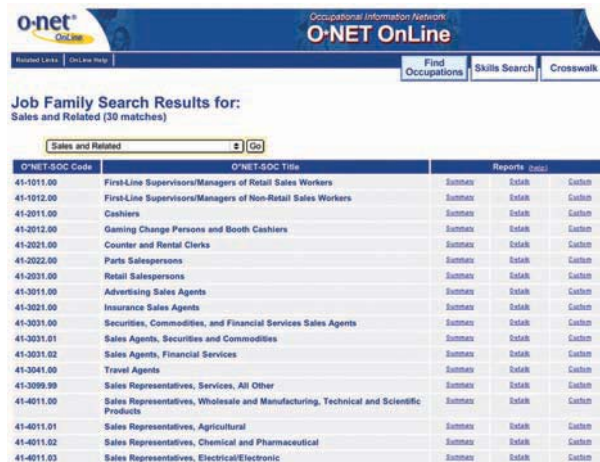 o·net®
OnLine
Occupational Information Network
O*NET OnLine
Related Links OnLine Help
Find Occupations Skills Search Crosswalk
Job Family Search Results for:
Sales and Related (30 matches)
Sales and Related Go
O*NET-SOC Code O*NET-SOC Title Reports (help)
41-1011.00 First-Line Supervisors/Managers of Retail Sales Workers Summary Details Custom
41-1012.00 First-Line Supervisors/Managers of Non-Retail Sales Workers Summary Details Custom
41-2011.00 Cashiers Summary Details Custom
41-2012.00 Gaming Change Persons and Booth Cashiers Summary Details Custom
41-2021.00 Counter and Rental Clerks Summary Details Custom
41-2022.00 Parts Salespersons Summary Details Custom
41-2031.00 Retail Salespersons Summary Details Custom
41-3011.00 Advertising Sales Agents Summary Details Custom
41-3021.00 Insurance Sales Agents Summary Details Custom
41-3031.00 Securities, Commodities, and Financial Services Sales Agents Summary Details Custom
41-3031.01 Sales Agents, Securities and Commodities Summary Details Custom
41-3031.02 Sales Agents, Financial Services Summary Details Custom
41-3041.00 Travel Agents Summary Details Custom
41-3099.99 Sales Representatives, Services, All Other Summary Details Custom
41-4011.00 Sales Representatives, Wholesale and Manufacturing, Technical and Scientific Summary Details Custom
Products
41-4011.01 Sales Representatives, Agricultural Summary Details Custom
41-4011.02 Sales Representatives, Chemical and Pharmaceutical Summary Details Custom
41-4011.03 Sales Representatives, Electrical/Electronic Summary Details Custom